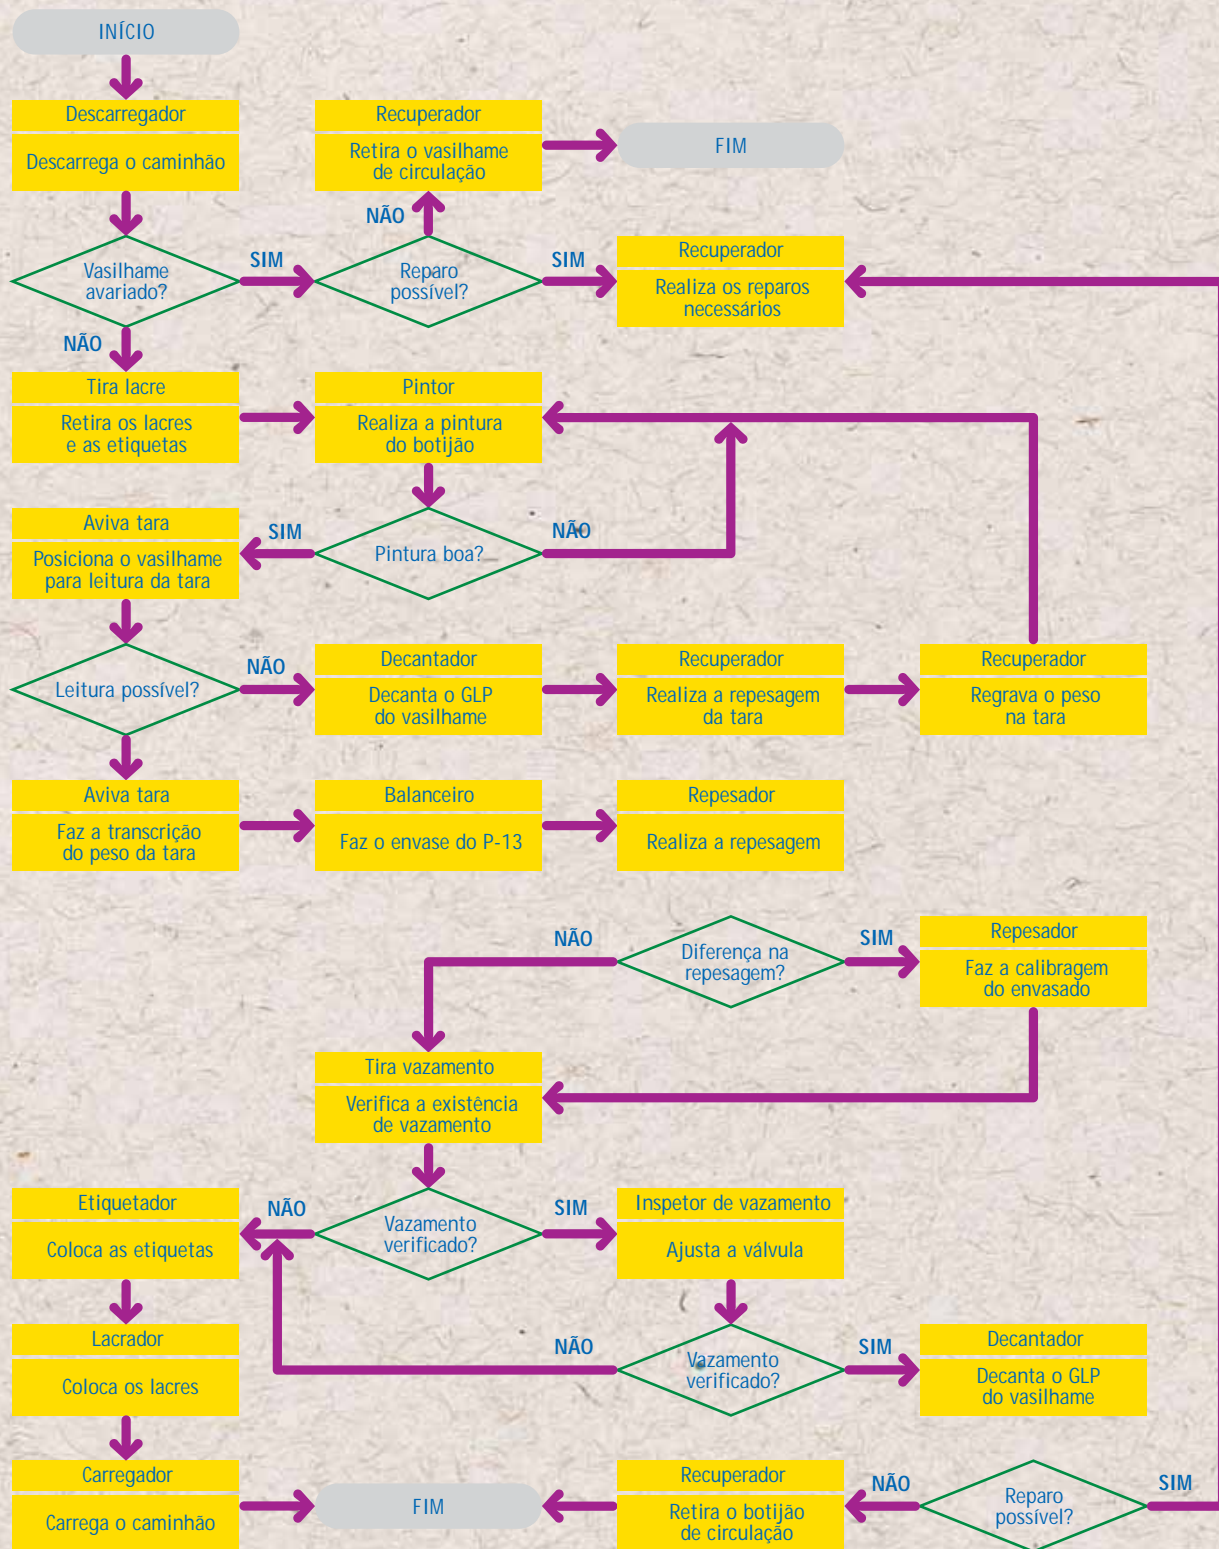 INÍCIO
Descarregador
Descarrega o caminhão
Recuperador
Retira o vasilhame
de circulação
FIM
NÃO
Vasilhame
avariado?
SIM
Reparo
possível?
SIM
Recuperador
Realiza os reparos
necessários
NÃO
Tira lacre
Retira os lacres
e as etiquetas
Pintor
Realiza a pintura
do botijão
Aviva tara
Posiciona o vasilhame
para leitura da tara
SIM
Pintura boa?
NÃO
Leitura possível?
NÃO
Decantador
Decanta o GLP
do vasilhame
Recuperador
Realiza a repesagem
da tara
Recuperador
Regrava o peso
na tara
Aviva tara
Faz a transcrição
do peso da tara
Balanceiro
Faz o envase do P-13
Repesador
Realiza a repesagem
NÃO
Diferença na
repesagem?
SIM
Repesador
Faz a calibragem
do envasado
Tira vazamento
Verifica a existência
de vazamento
Etiquetador
Coloca as etiquetas
NÃO
Vazamento
verificado?
SIM
Inspetor de vazamento
Ajusta a válvula
Lacrador
Coloca os lacres
NÃO
Vazamento
verificado?
SIM
Decantador
Decanta o GLP
do vasilhame
Carregador
Carrega o caminhão
FIM
Recuperador
Retira o botijão
de circulação
NÃO
Reparo
possível?
SIM